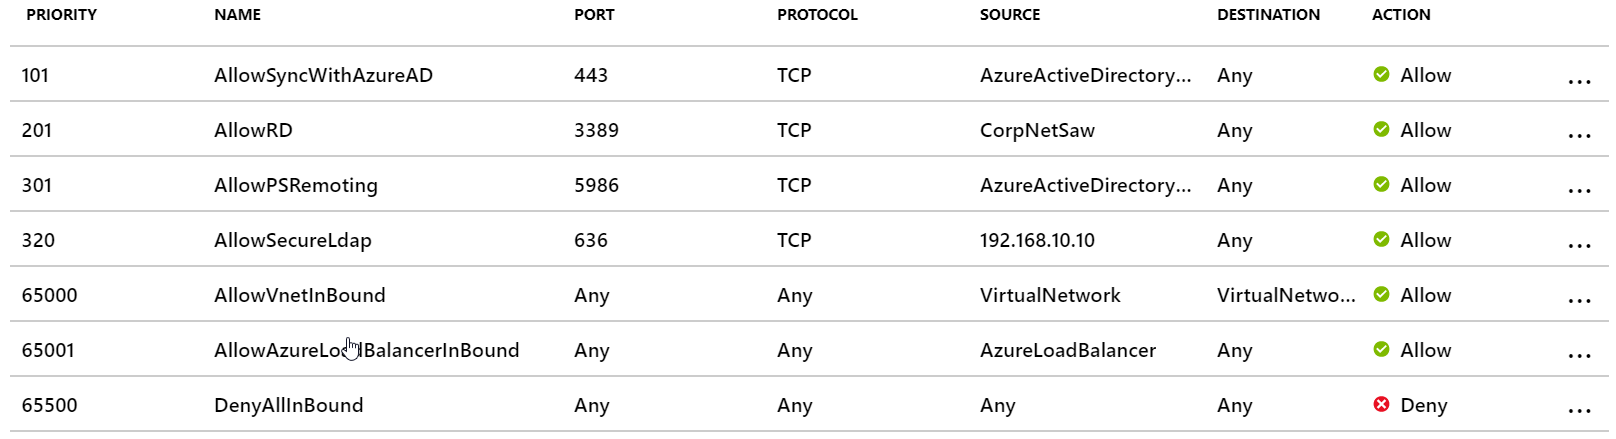 PRIORITY NAME PORT PROTOCOL SOURCE DESTINATION ACTION
101 AllowSyncWithAzureAD 443 TCP AzureActiveDirectory... Any Allow ...
201 AllowRD 3389 TCP CorpNetSaw Any Allow ...
301 AllowPSRemoting 5986 TCP AzureActiveDirectory... Any Allow ...
320 AllowSecureLdap 636 TCP 192.168.10.10 Any Allow ...
65000 AllowVnetInBound Any Any VirtualNetwork VirtualNetwo... Allow ...
65001 AllowAzureLoadBalancerInBound Any Any AzureLoadBalancer Any Allow ...
65500 DenyAllInBound Any Any Any Any Deny ...